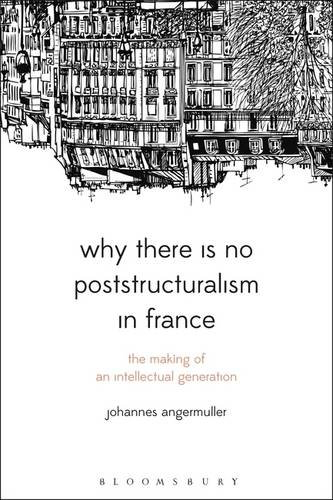 why there is no
poststructuralism
in france
the making of
an intellectual generation
johannes angermuller
BLOOMSBURY